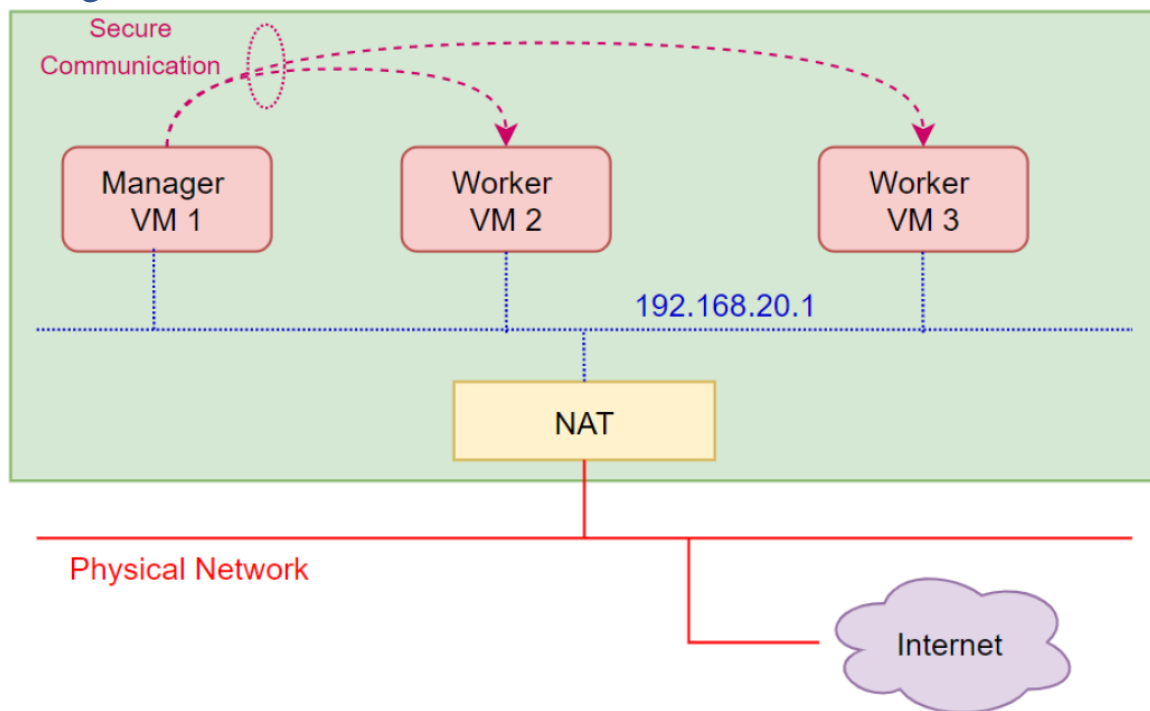 Secure
Communication
Manager
VM 1
Worker
VM 2
Worker
VM 3
192.168.20.1
NAT
Physical Network
Internet